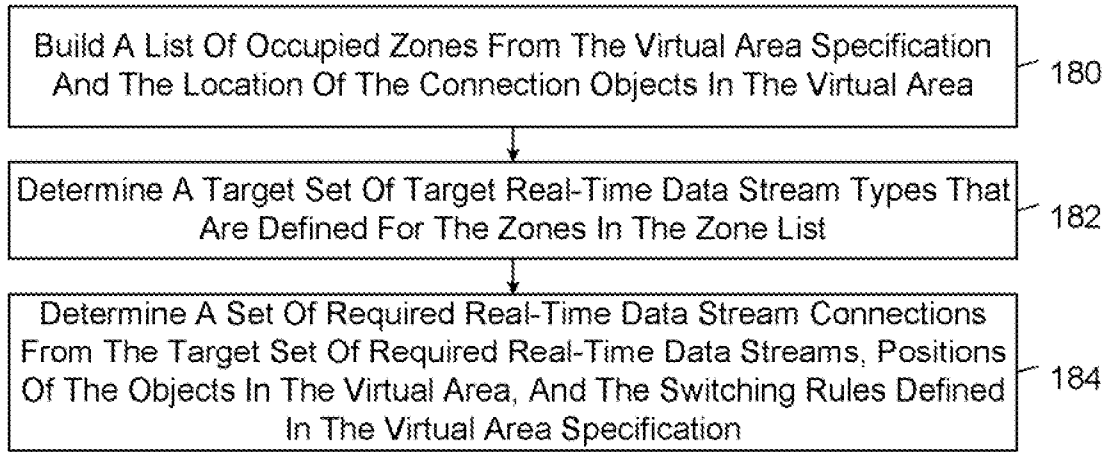 Build A List Of Occupied Zones From The Virtual Area Specification
And The Location Of The Connection Objects In The Virtual Area
180
Determine A Target Set Of Target Real-Time Data Stream Types That
Are Defined For The Zones In The Zone List
182
Determine A Set Of Required Real-Time Data Stream Connections
From The Target Set Of Required Real-Time Data Streams, Positions
Of The Objects In The Virtual Area, And The Switching Rules Defined
In The Virtual Area Specification
184